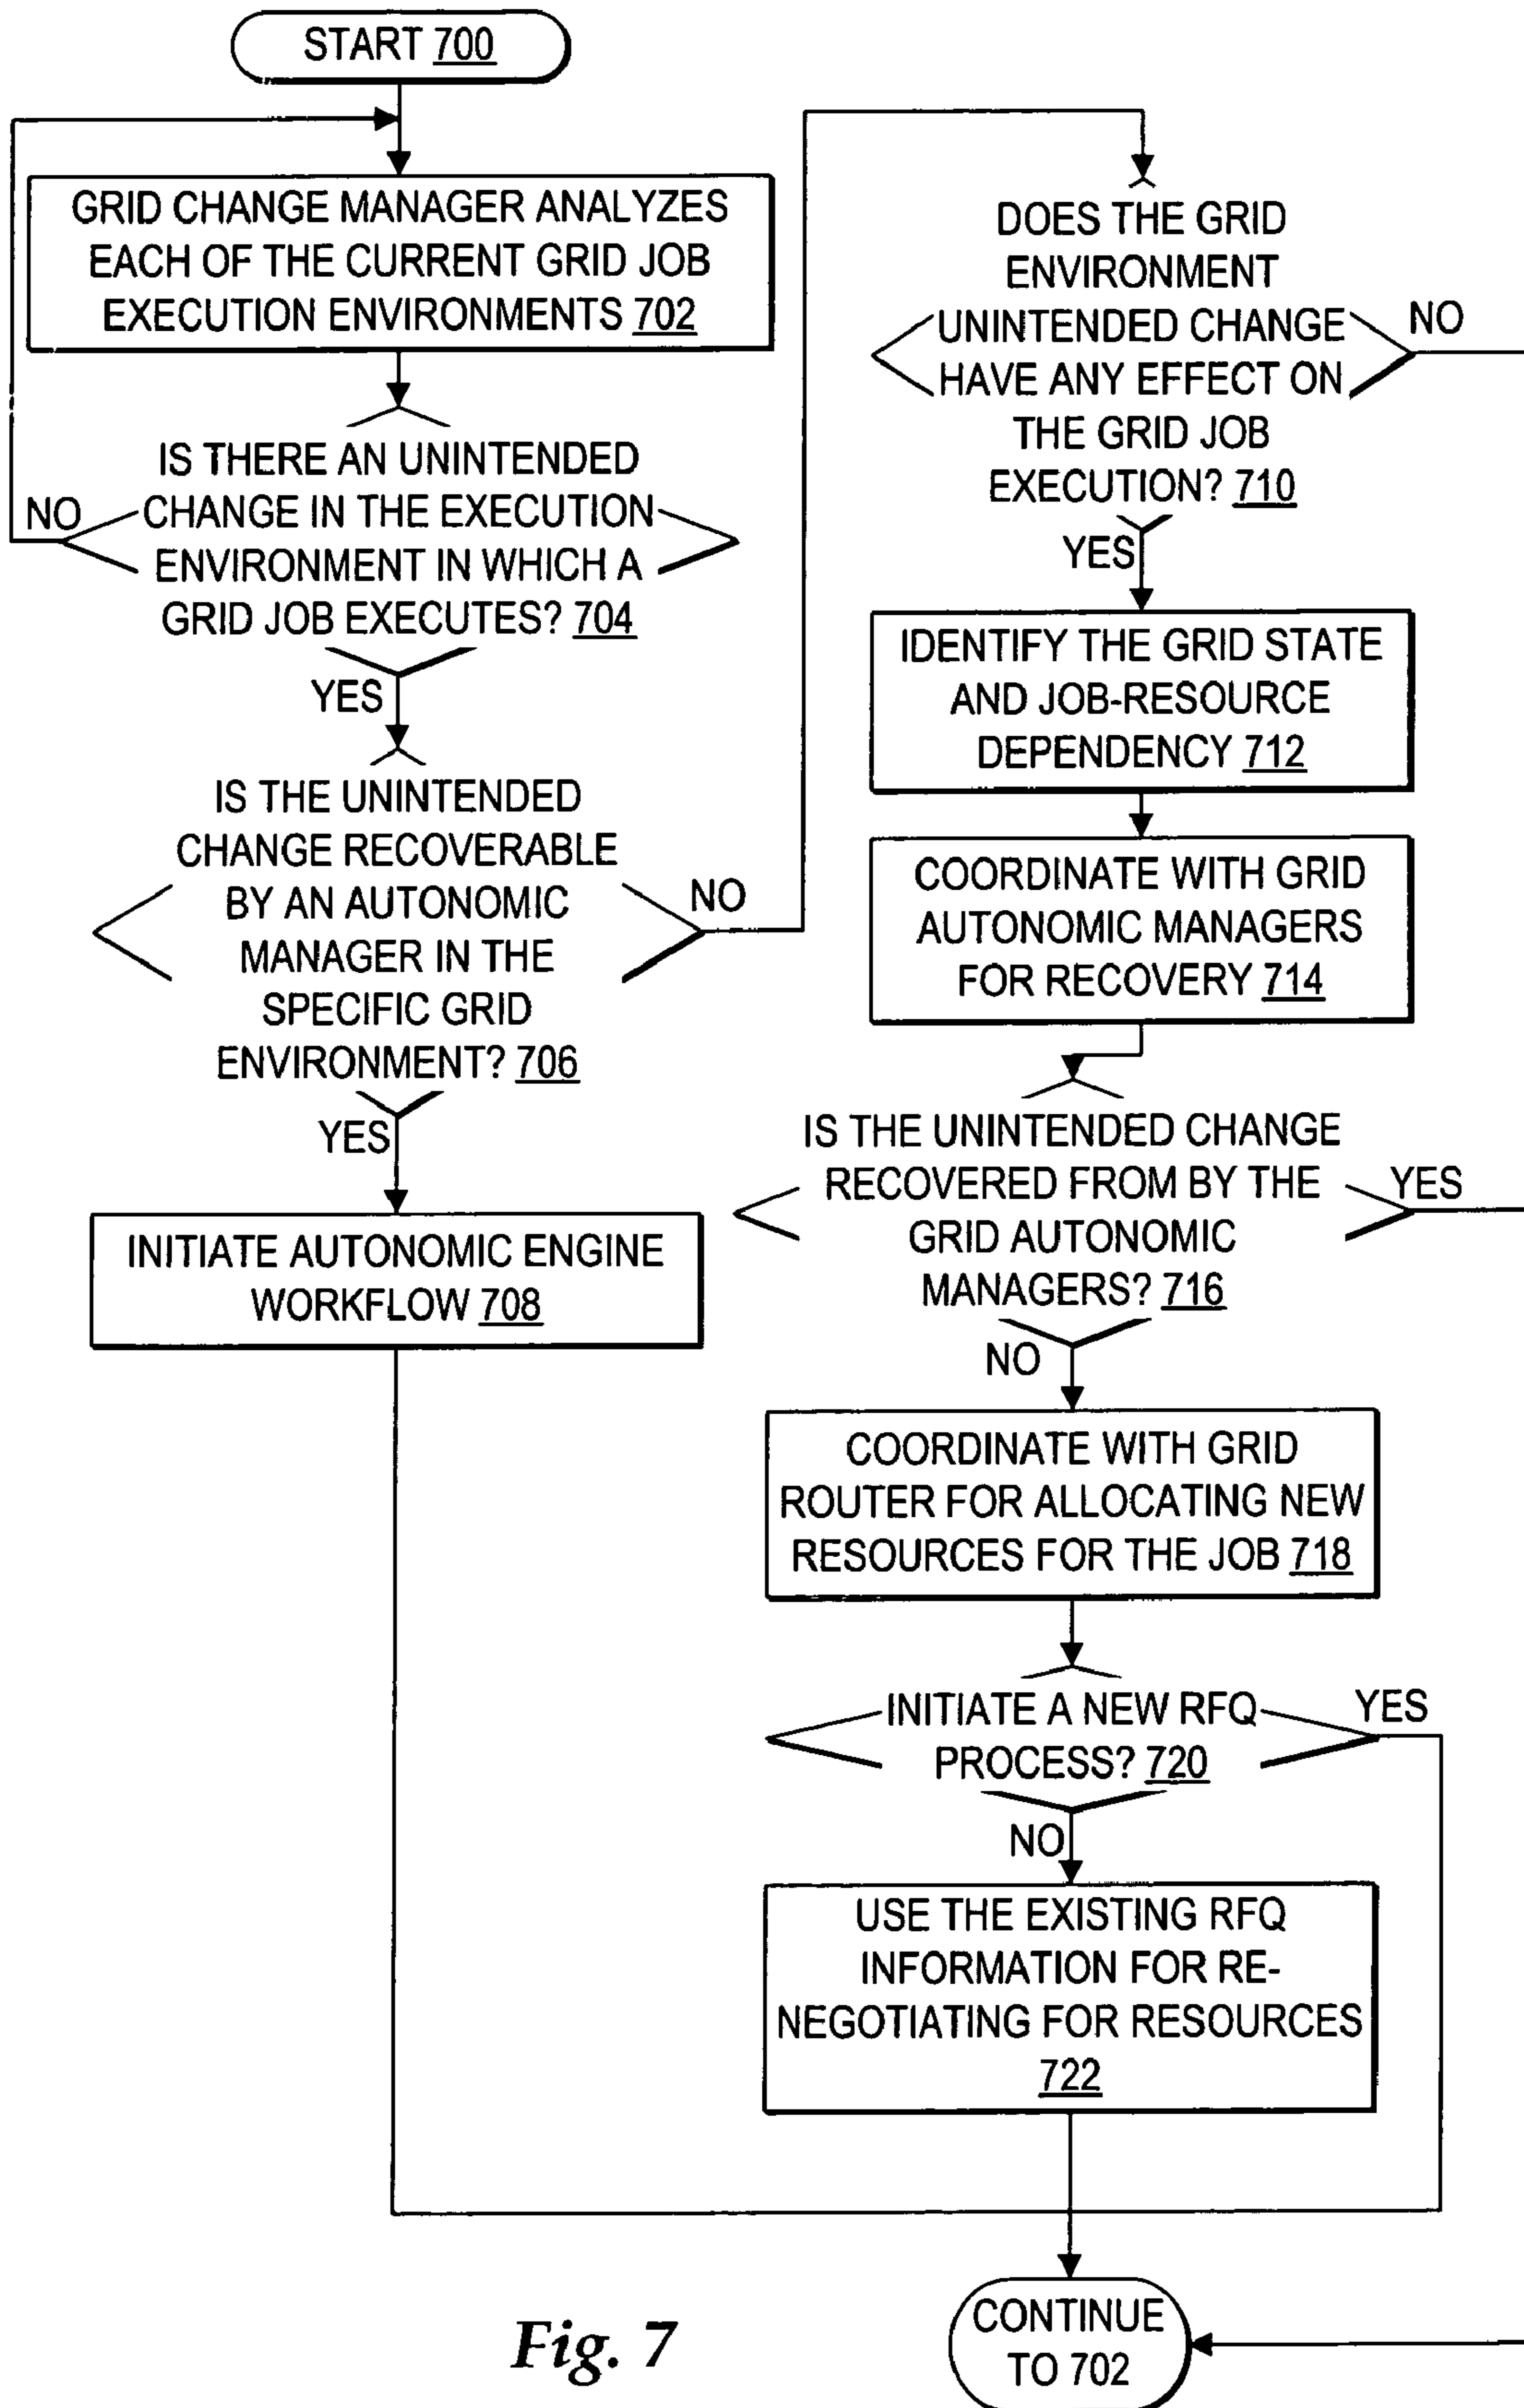 START 700
GRID CHANGE MANAGER ANALYZES
EACH OF THE CURRENT GRID JOB
EXECUTION ENVIRONMENTS 702
IS THERE AN UNINTENDED
CHANGE IN THE EXECUTION
ENVIRONMENT IN WHICH A
GRID JOB EXECUTES? 704
NO
YES
IS THE UNINTENDED
CHANGE RECOVERABLE
BY AN AUTONOMIC
MANAGER IN THE
SPECIFIC GRID
ENVIRONMENT? 706
NO
YES
INITIATE AUTONOMIC ENGINE
WORKFLOW 708
DOES THE GRID
ENVIRONMENT
UNINTENDED CHANGE
HAVE ANY EFFECT ON
THE GRID JOB
EXECUTION? 710
NO
YES
IDENTIFY THE GRID STATE
AND JOB-RESOURCE
DEPENDENCY 712
COORDINATE WITH GRID
AUTONOMIC MANAGERS
FOR RECOVERY 714
IS THE UNINTENDED CHANGE
RECOVERED FROM BY THE
GRID AUTONOMIC
MANAGERS? 716
YES
NO
COORDINATE WITH GRID
ROUTER FOR ALLOCATING NEW
RESOURCES FOR THE JOB 718
INITIATE A NEW RFQ
PROCESS? 720
YES
NO
USE THE EXISTING RFQ
INFORMATION FOR RE-
NEGOTIATING FOR RESOURCES
722
CONTINUE
TO 702
Fig. 7